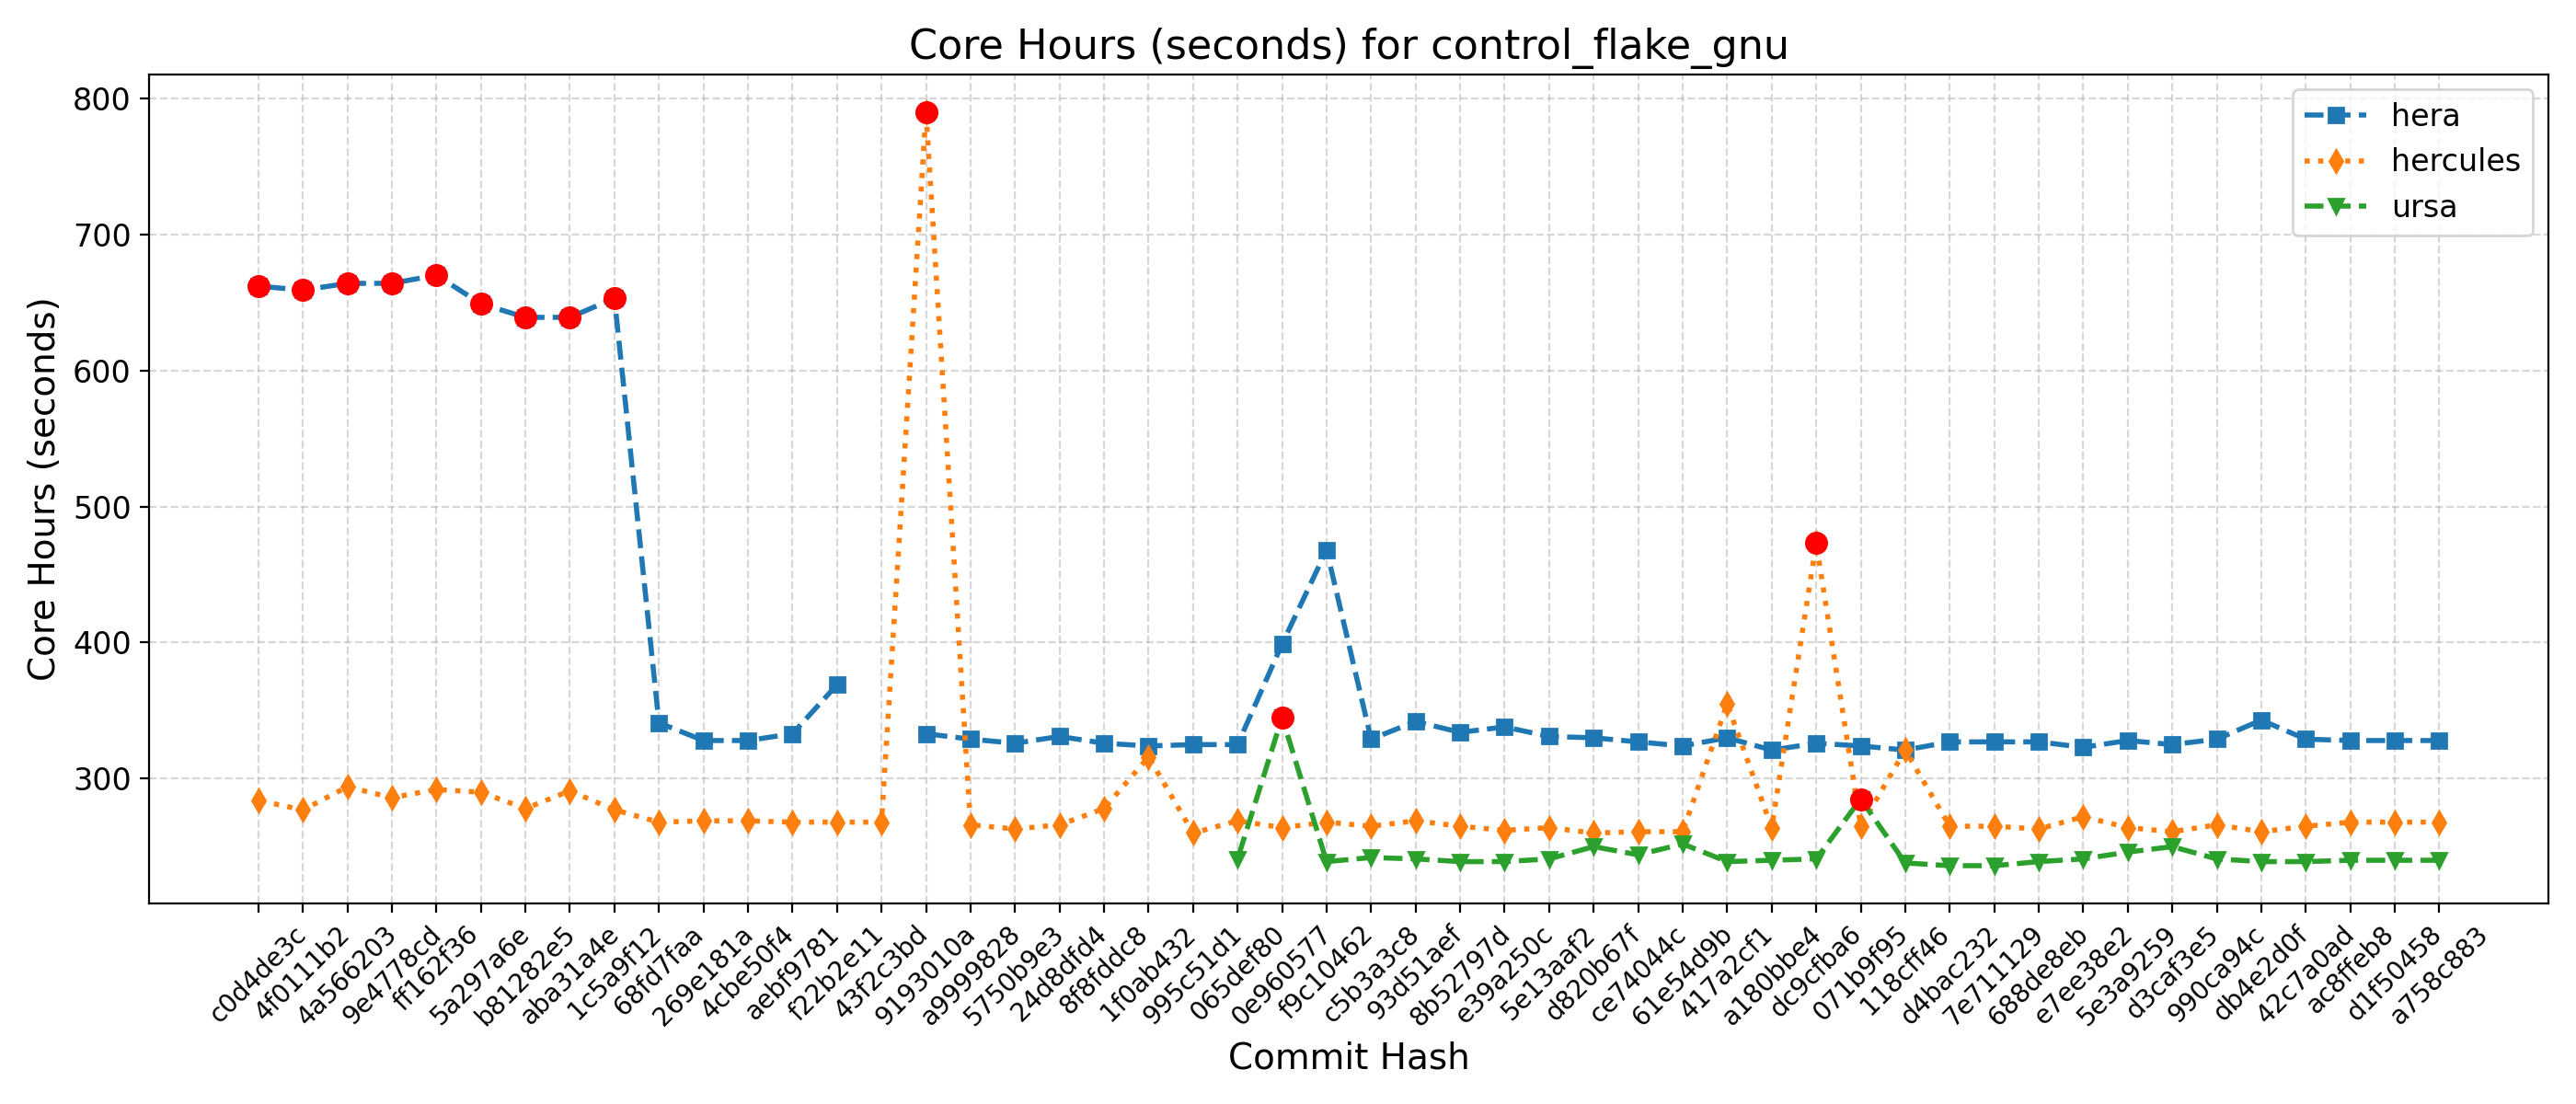 Core Hours (seconds) for control_flake_gnu
Core Hours (seconds)
800
700
600
500
400
300
hera
hercules
ursa
c0d4de3c
4f0111b2
4a566203
9e4778cd
ff162f36
5a297a6e
b81282e5
aba31a4e
1c5a9f12
68fd7faa
269e181a
4cbe50f4
aebf9781
f22b2e11
43f2c3bd
9193010a
a9999828
5750b9e3
24d8dfd4
8f8fddc8
1f0ab432
995c51d1
065def80
0e960577
f9c10462
c5b3a3c8
93d51aef
8b52797d
e39a250c
5e13aaf2
d820b67f
ce74044c
61e54d9b
417a2cf1
a180bbe4
dc9cfba6
071b9f95
118cff46
d4bac232
7e711129
688de8eb
e7ee38e2
5e3a9259
d3caf3e5
990ca94c
db4e2d0f
42c7a0ad
ac8ffeb8
d1f50458
a758c883
Commit Hash